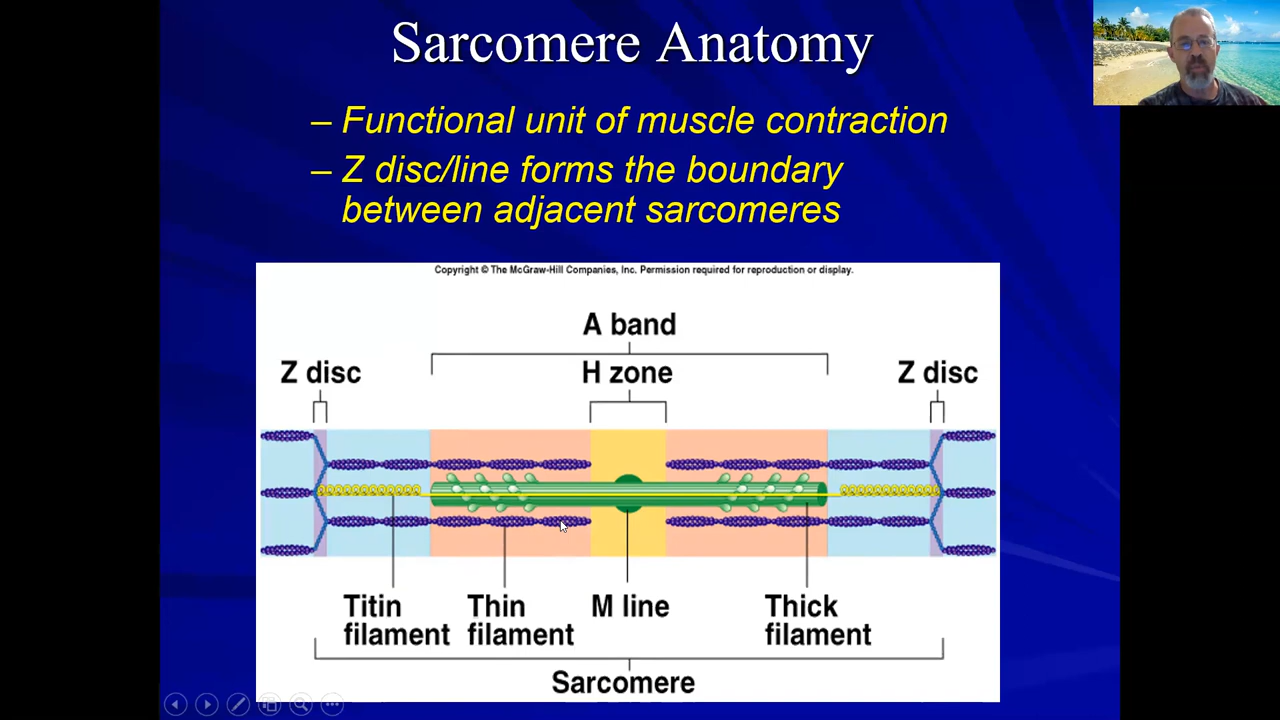 Sarcomere Anatomy
– Functional unit of muscle contraction
– Z disc/line forms the boundary
between adjacent sarcomeres
Copyright © The McGraw-Hill Companies, Inc. Permission required for reproduction or display.
A band
Z disc
H zone
Z disc
Titin
filament
Thin
filament
M line
Thick
filament
Sarcomere